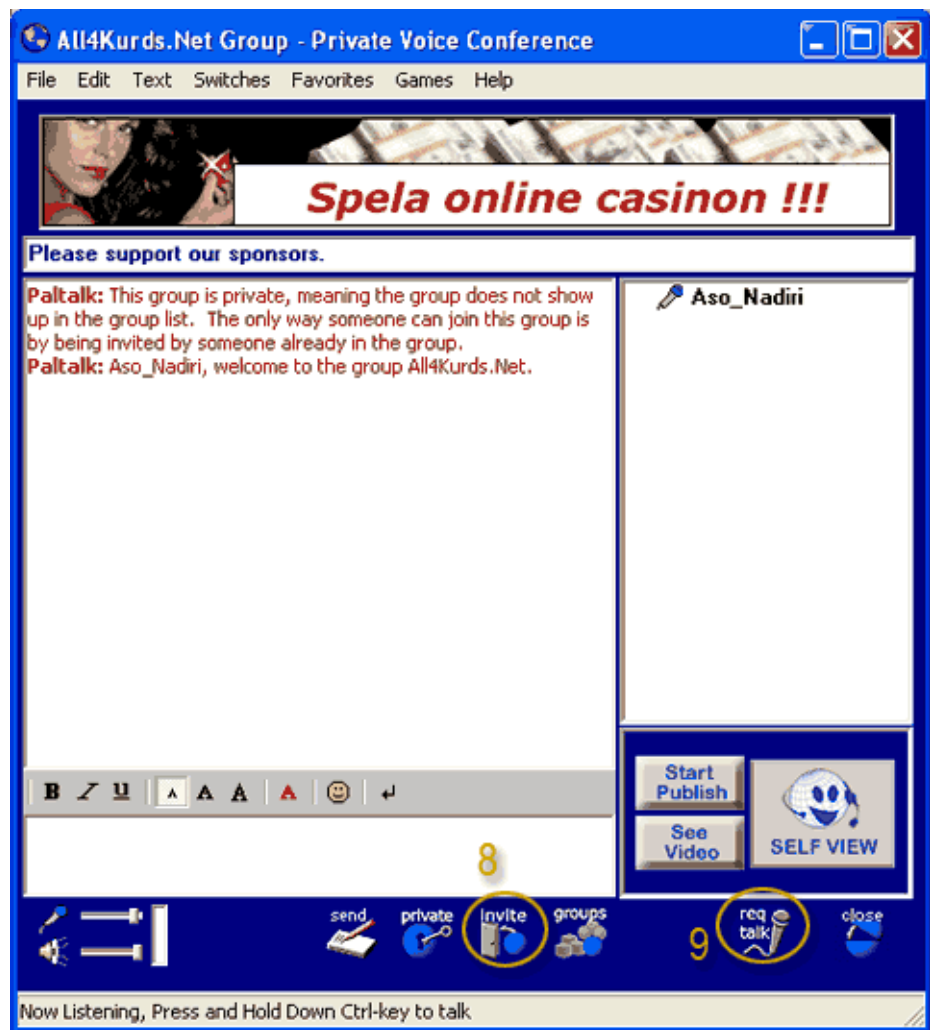 All4Kurds.Net Group - Private Voice Conference
File Edit Text Switches Favorites Games Help
Spela online casinon !!!
Please support our sponsors.
Paltalk: This group is private, meaning the group does not show
up in the group list. The only way someone can join this group is
by being invited by someone already in the group.
Paltalk: Aso_Nadiri, welcome to the group All4Kurds.Net.
Aso_Nadiri
B I U A A A A
Start
Publish
See
Video
SELF VIEW
8
send private invite groups
9
req
talk
close
Now Listening, Press and Hold Down Ctrl-key to talk